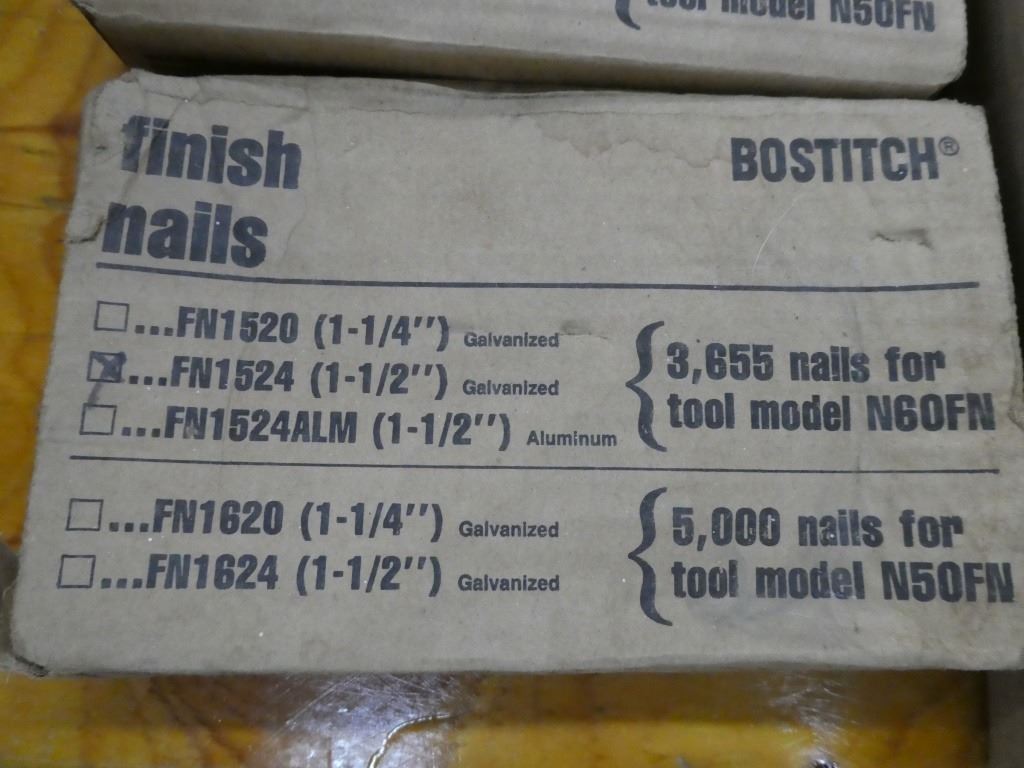 tool model N50FN
finish
nails
BOSTITCH®
...FN1520 (1-1/4'') Galvanized
...FN1524 (1-1/2'') Galvanized
...FN1524ALM (1-1/2'') Aluminum
3,655 nails for
tool model N60FN
...FN1620 (1-1/4'') Galvanized
...FN1624 (1-1/2'') Galvanized
5,000 nails for
tool model N50FN